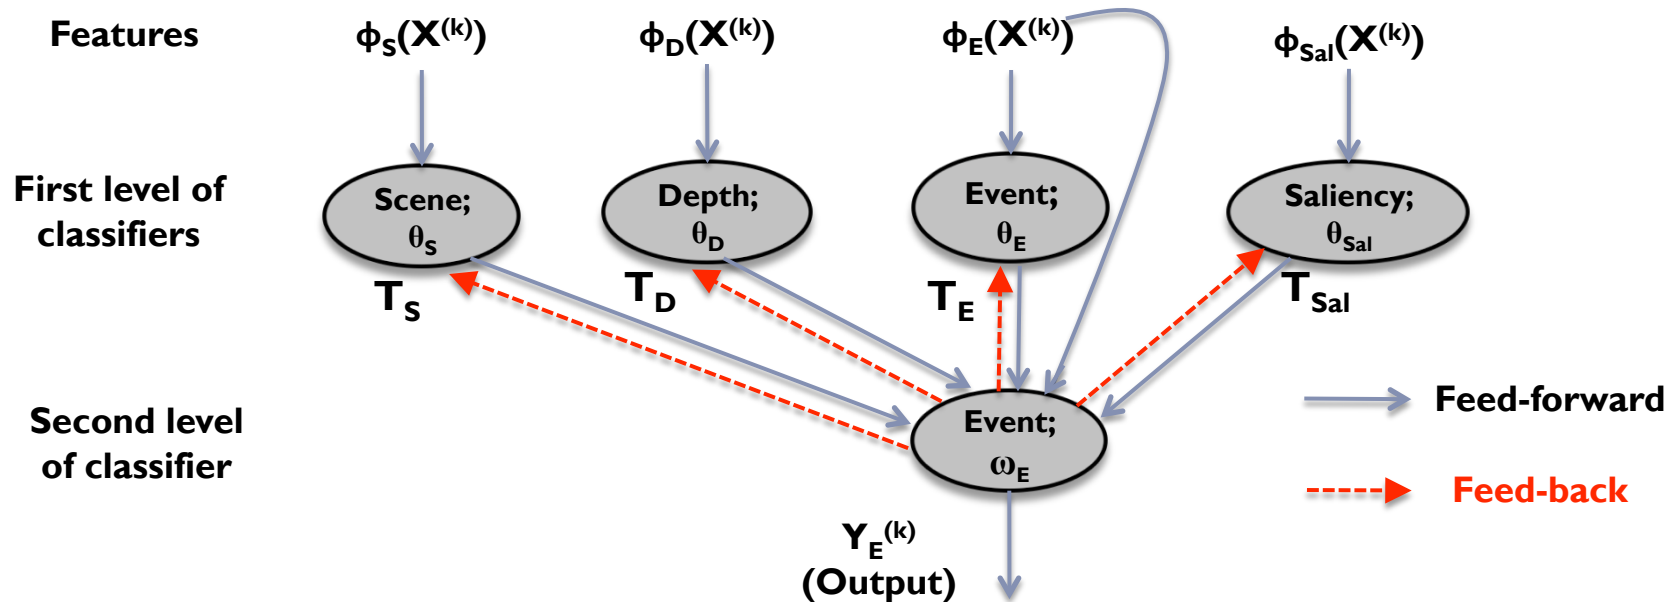 Features
ϕS(X(k))
ϕD(X(k))
ϕE(X(k))
ϕSal(X(k))
First level of
classifiers
Scene;
θS
Depth;
θD
Event;
θE
Saliency;
θSal
TS
TD
TE
TSal
Second level
of classifier
Event;
ωE
Feed-forward
Feed-back
YE(k)
(Output)